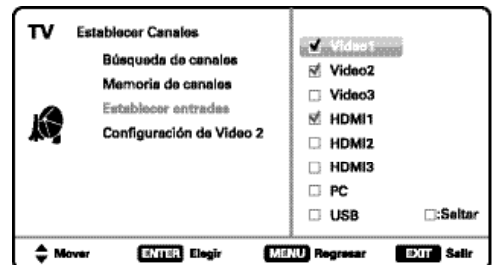 TV
Establecer Canales
Búsqueda de canales
Memoria de canales
Establecer entradas
Configuración de Video 2
Video1
Video2
Video3
HDMI1
HDMI2
HDMI3
PC
USB
:Saltar
Mover
ENTER Elegir
MENU Regresar
EXIT Salir